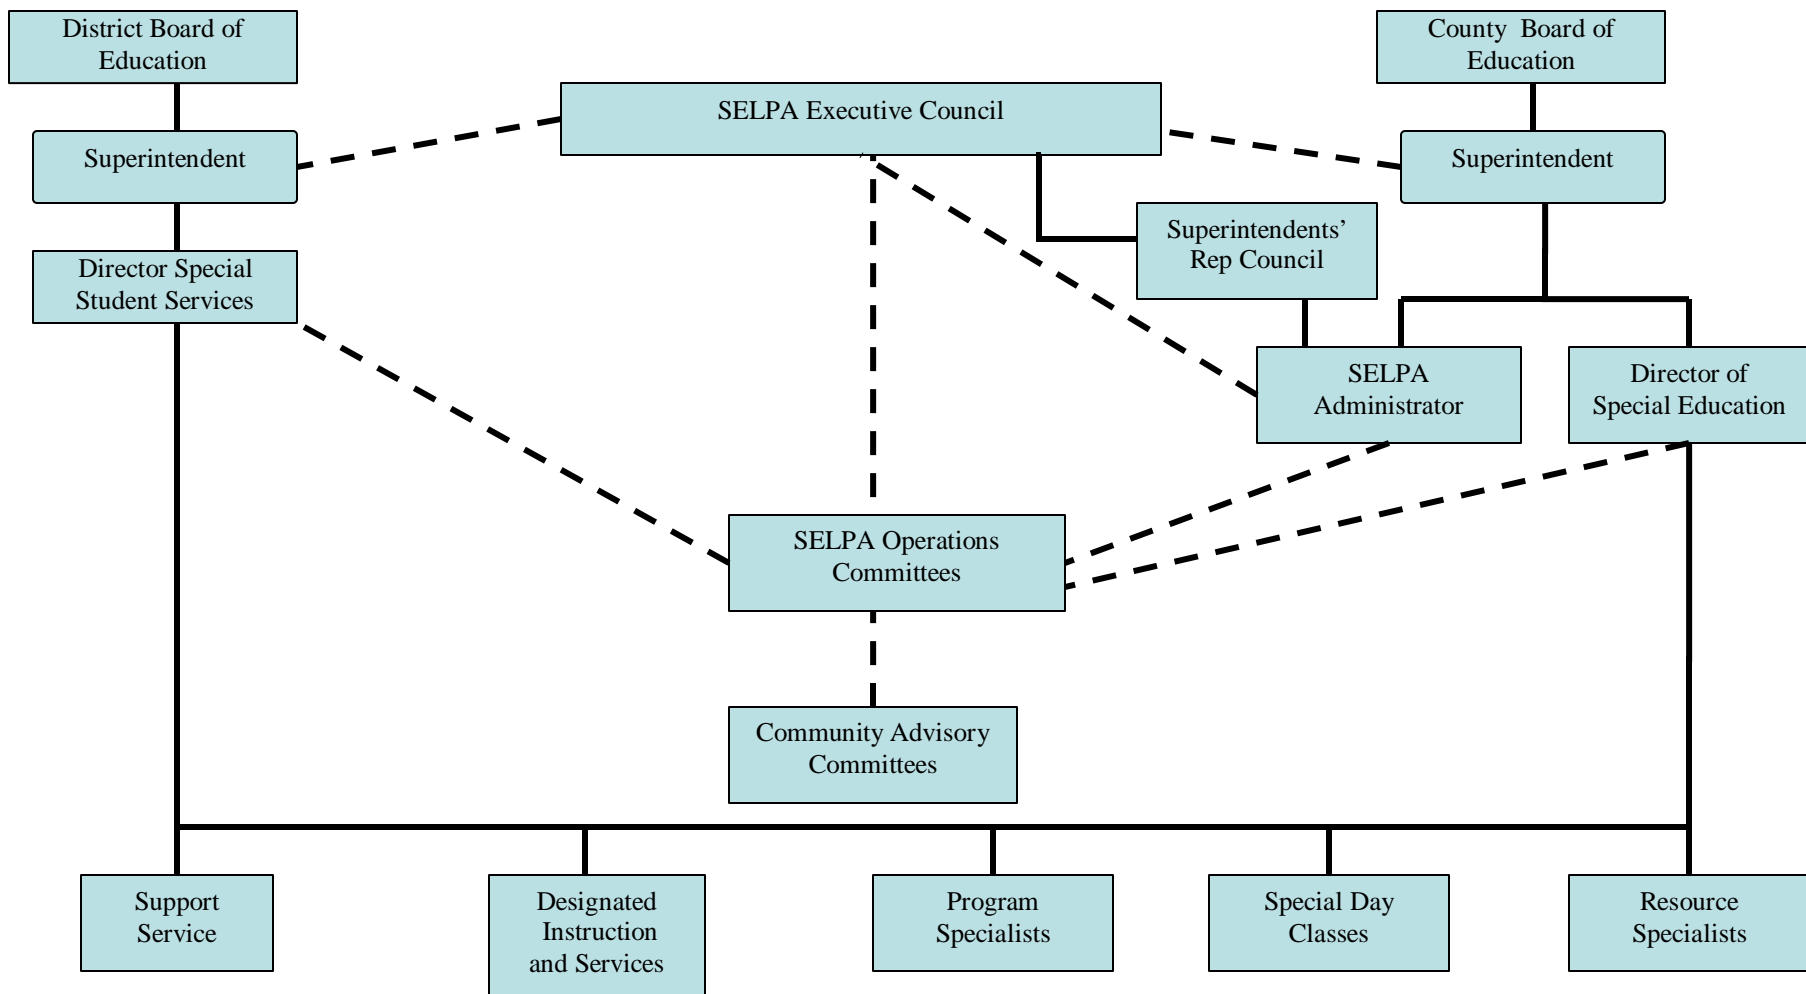 District Board of
Education
County Board of
Education
SELPA Executive Council
Superintendent
Superintendent
Superintendents’
Rep Council
Director Special
Student Services
SELPA
Administrator
Director of
Special Education
SELPA Operations
Committees
Community Advisory
Committees
Support
Service
Designated
Instruction
and Services
Program
Specialists
Special Day
Classes
Resource
Specialists